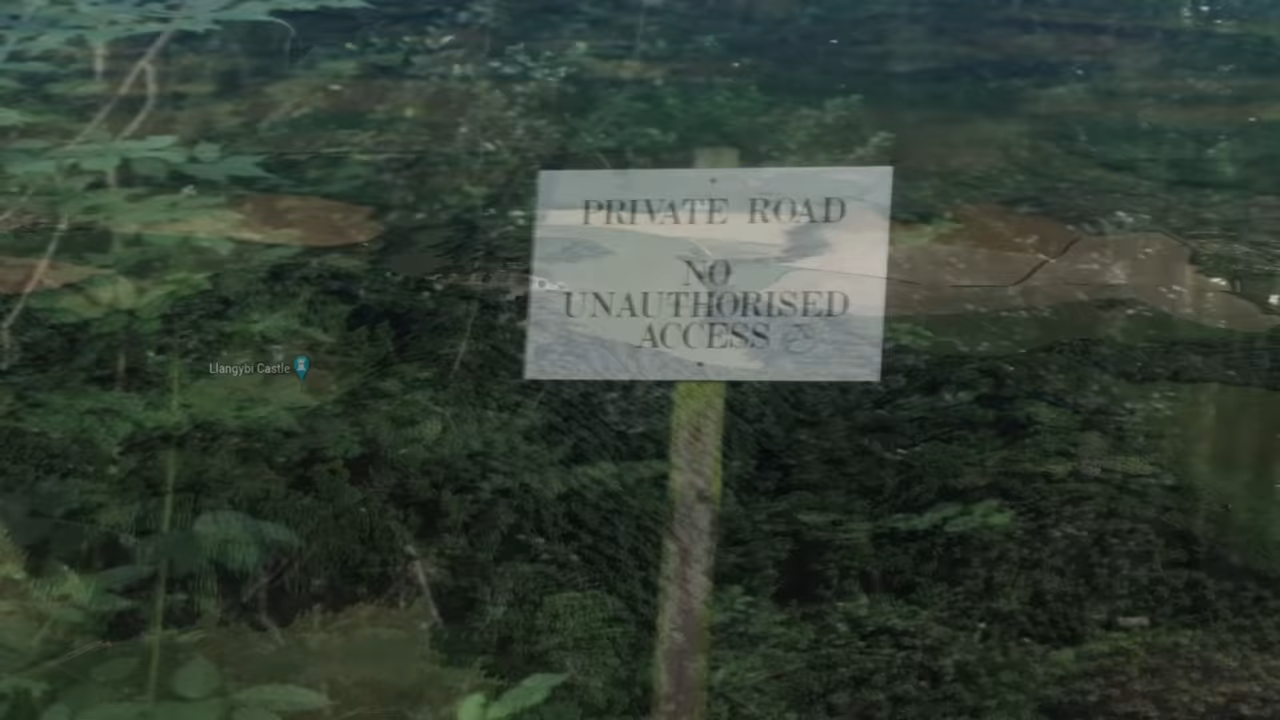 PRIVATE ROAD
NO
UNAUTHORISED
ACCESS
Llangybi Castle